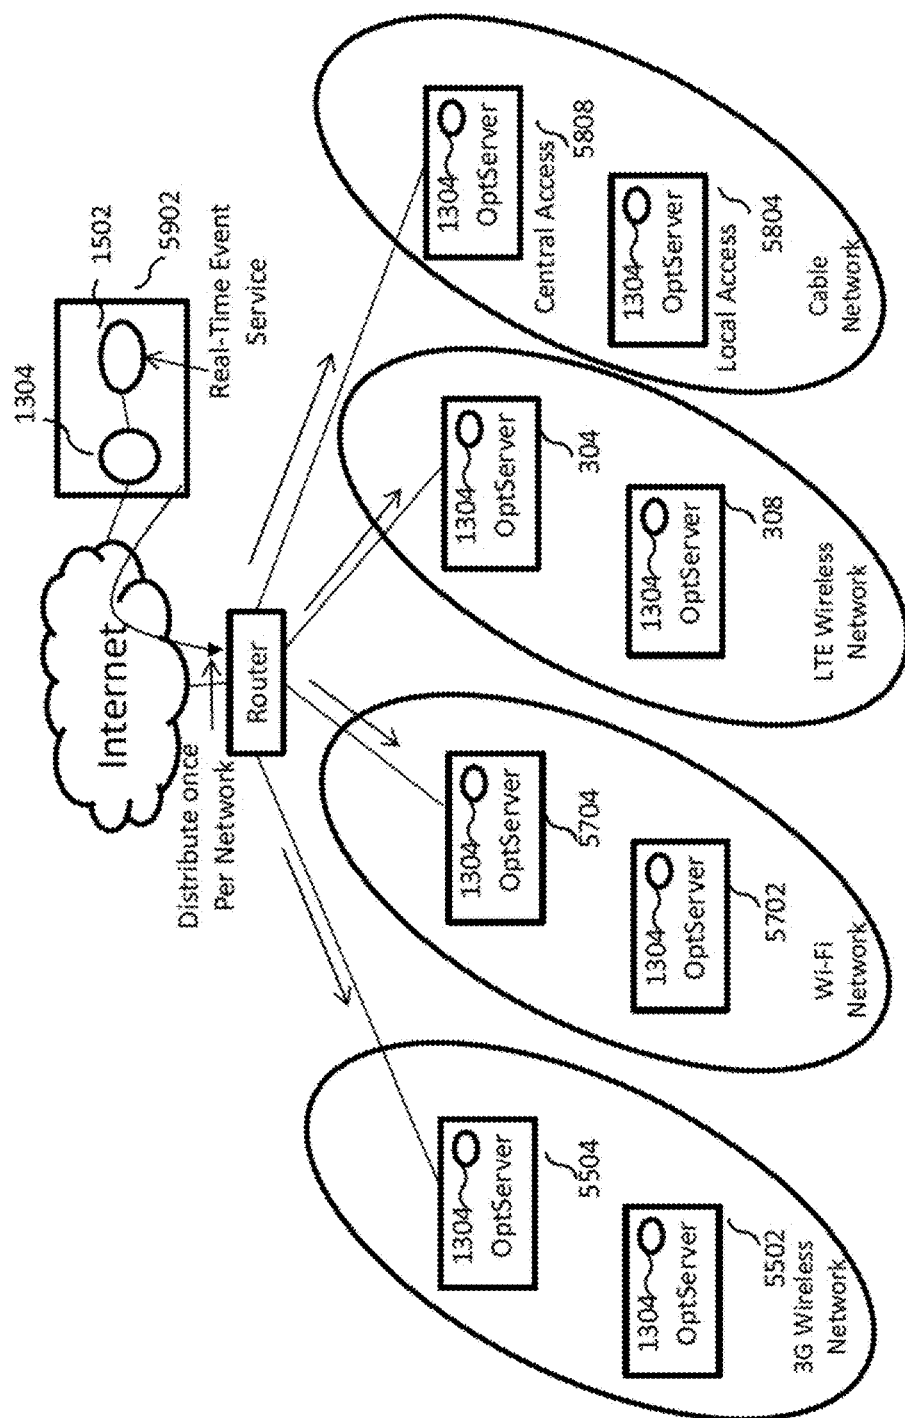 1304
1502
5902
Real-Time Event
Service
Internet
Distribute once
Per Network
Router
1304
OptServer
5504
1304
OptServer
5502
3G Wireless
Network
1304
OptServer
5704
1304
OptServer
5702
Wi-Fi
Network
1304
OptServer
304
1304
OptServer
308
LTE Wireless
Network
1304
OptServer
Central Access
5808
1304
OptServer
Local Access
5804
Cable
Network